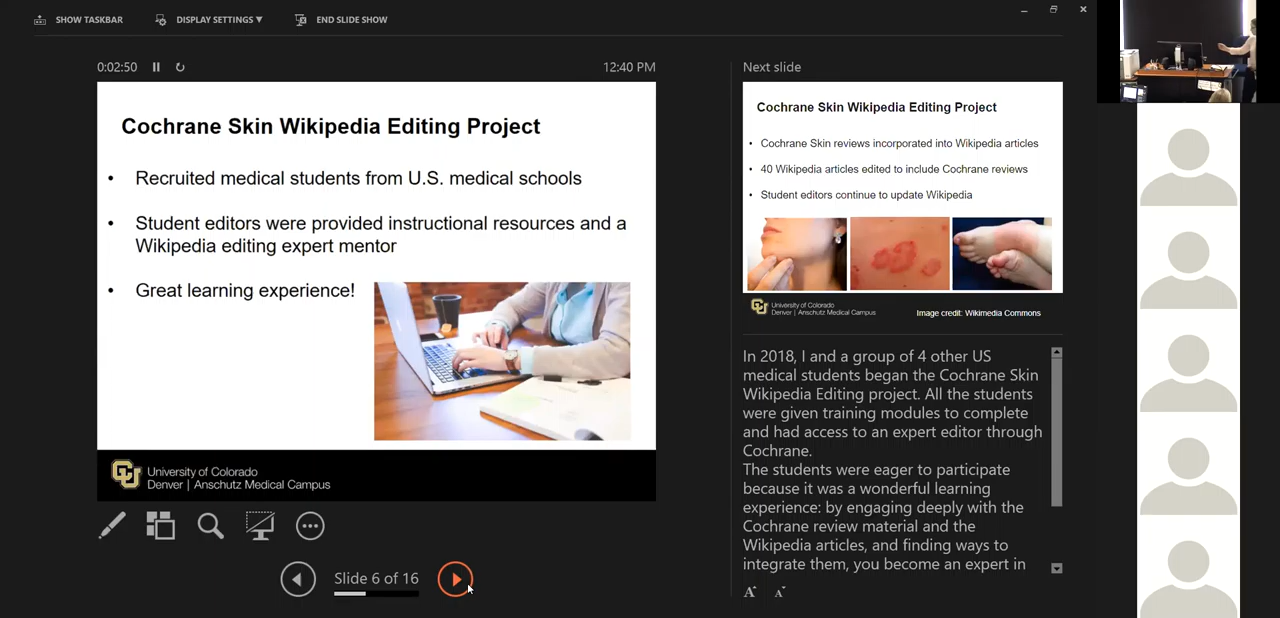 SHOW TASKBAR
DISPLAY SETTINGS ▼
END SLIDE SHOW
0:02:50
12:40 PM
Cochrane Skin Wikipedia Editing Project
• Recruited medical students from U.S. medical schools
• Student editors were provided instructional resources and a
Wikipedia editing expert mentor
• Great learning experience!
University of Colorado
Denver | Anschutz Medical Campus
Slide 6 of 16
Next slide
Cochrane Skin Wikipedia Editing Project
• Cochrane Skin reviews incorporated into Wikipedia articles
• 40 Wikipedia articles edited to include Cochrane reviews
• Student editors continue to update Wikipedia
University of Colorado
Denver | Anschutz Medical Campus
Image credit: Wikimedia Commons
In 2018, I and a group of 4 other US
medical students began the Cochrane Skin
Wikipedia Editing project. All the students
were given training modules to complete
and had access to an expert editor through
Cochrane.
The students were eager to participate
because it was a wonderful learning
experience: by engaging deeply with the
Cochrane review material and the
Wikipedia articles, and finding ways to
integrate them, you become an expert in
A A